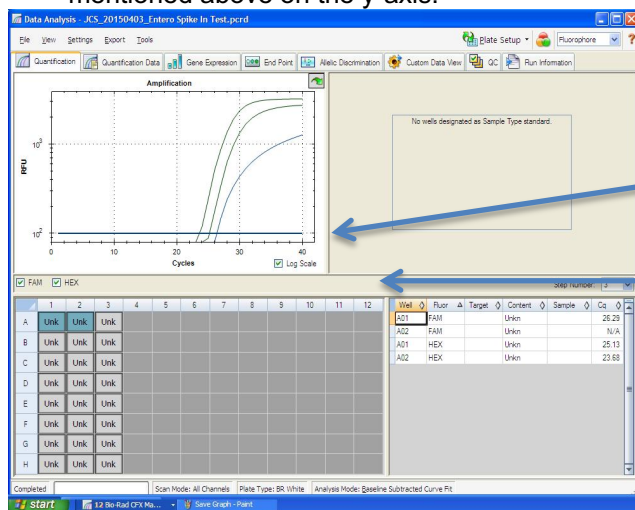 mentioned above on the y-axis.
Data Analysis - JCS_20150403_Entero Spike In Test.pcrd
File View Settings Export Tools Plate Setup Fluorophore ?
Quantification Quantification Data Gene Expression End Point Allelic Discrimination Custom Data View QC Run Information
Amplification
No wells designated as Sample Type standard.
RFU
10^3
10^2
0 10 20 30 40
Cycles
Log Scale
FAM HEX Step Number: 3
1 2 3 4 5 6 7 8 9 10 11 12
A Unk Unk Unk
B Unk Unk Unk
C Unk Unk Unk
D Unk Unk Unk
E Unk Unk Unk
F Unk Unk Unk
G Unk Unk Unk
H Unk Unk Unk
Well Fluor Target Content Sample Cq
A01 FAM Unkn 26.29
A02 FAM Unkn N/A
A01 HEX Unkn 25.13
A02 HEX Unkn 23.68
Completed Scan Mode: All Channels Plate Type: BR White Analysis Mode: Baseline Subtracted Curve Fit
start 12 Bio-Rad CFX Ma... Save Graph - Paint